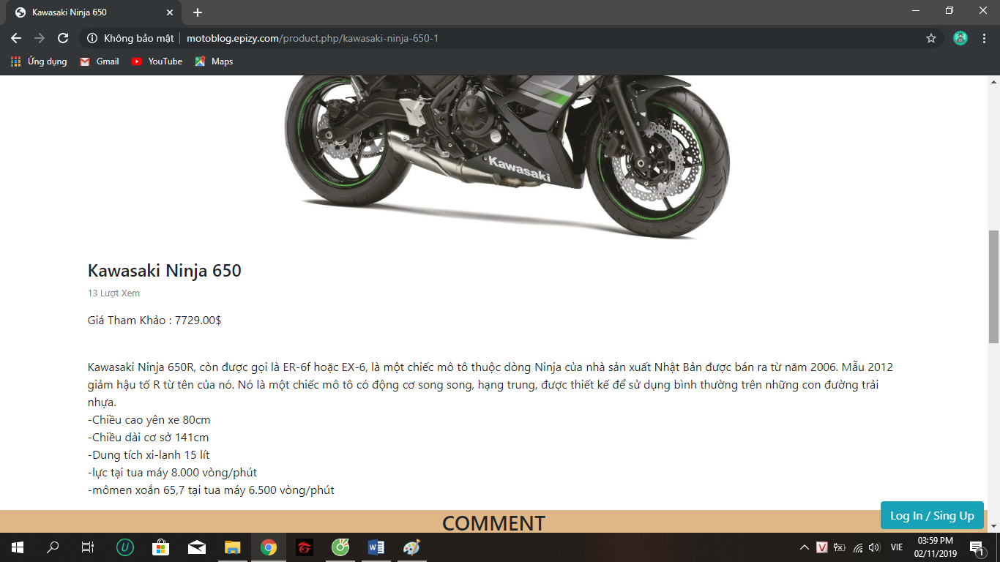 Kawasaki Ninja 650
Không bảo mật
motoblog.epizy.com/product.php/kawasaki-ninja-650-1
Ứng dụng
Gmail
YouTube
Maps
Kawasaki
Kawasaki Ninja 650
13 Lượt Xem
Giá Tham Khảo : 7729.00$
Kawasaki Ninja 650R, còn được gọi là ER-6f hoặc EX-6, là một chiếc mô tô thuộc dòng Ninja của nhà sản xuất Nhật Bản được bán ra từ năm 2006. Mẫu 2012
giảm hậu tố R từ tên của nó. Nó là một chiếc mô tô có động cơ song song, hạng trung, được thiết kế để sử dụng bình thường trên những con đường trải
nhựa.
-Chiều cao yên xe 80cm
-Chiều dài cơ sở 141cm
-Dung tích xi-lanh 15 lít
-lực tại tua máy 8.000 vòng/phút
-mômen xoắn 65,7 tại tua máy 6.500 vòng/phút
Log In / Sing Up
COMMENT
VIE
03:59 PM
02/11/2019
1